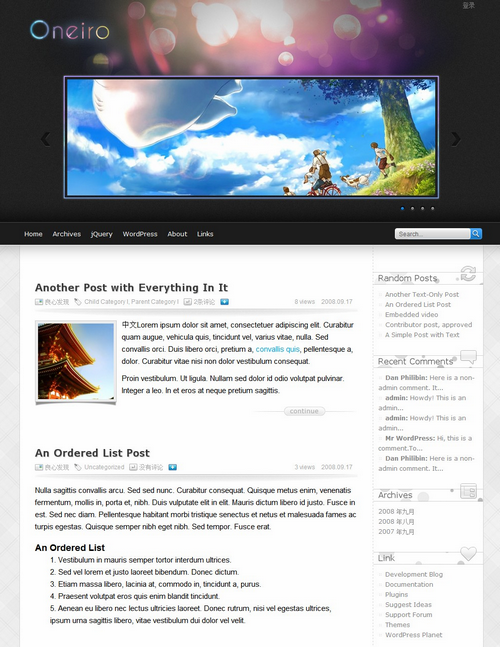 登录
Oneiro
Home Archives jQuery WordPress About Links
Search...
Another Post with Everything In It
良心发现 Child Category I, Parent Category I 2条评论 8 views 2008.09.17
中文Lorem ipsum dolor sit amet, consectetuer adipiscing elit. Curabitur
quam augue, vehicula quis, tincidunt vel, varius vitae, nulla. Sed
convallis orci. Duis libero orci, pretium a, convallis quis, pellentesque a,
dolor. Curabitur vitae nisi non dolor vestibulum consequat.
Proin vestibulum. Ut ligula. Nullam sed dolor id odio volutpat pulvinar.
Integer a leo. In et eros at neque pretium sagittis.
continue
An Ordered List Post
良心发现 Uncategorized 没有评论 3 views 2008.09.17
Nulla sagittis convallis arcu. Sed sed nunc. Curabitur consequat. Quisque metus enim, venenatis
fermentum, mollis in, porta et, nibh. Duis vulputate elit in elit. Mauris dictum libero id justo. Fusce in
est. Sed nec diam. Pellentesque habitant morbi tristique senectus et netus et malesuada fames ac
turpis egestas. Quisque semper nibh eget nibh. Sed tempor. Fusce erat.
An Ordered List
1. Vestibulum in mauris semper tortor interdum ultrices.
2. Sed vel lorem et justo laoreet bibendum. Donec dictum.
3. Etiam massa libero, lacinia at, commodo in, tincidunt a, purus.
4. Praesent volutpat eros quis enim blandit tincidunt.
5. Aenean eu libero nec lectus ultricies laoreet. Donec rutrum, nisi vel egestas ultrices,
ipsum urna sagittis libero, vitae vestibulum dui dolor vel velit.
Random Posts
Another Text-Only Post
An Ordered List Post
Embedded video
Contributor post, approved
A Simple Post with Text
Recent Comments
Dan Philibin: Here is a non-
admin comment. It...
admin: Howdy! This is an
admin...
admin: Howdy! This is an
admin...
Mr WordPress: Hi, this is a
comment.To...
Dan Philibin: Here is a non-
admin comment. It...
Archives
2008 年九月
2008 年八月
2007 年九月
Link
Development Blog
Documentation
Plugins
Suggest Ideas
Support Forum
Themes
WordPress Planet